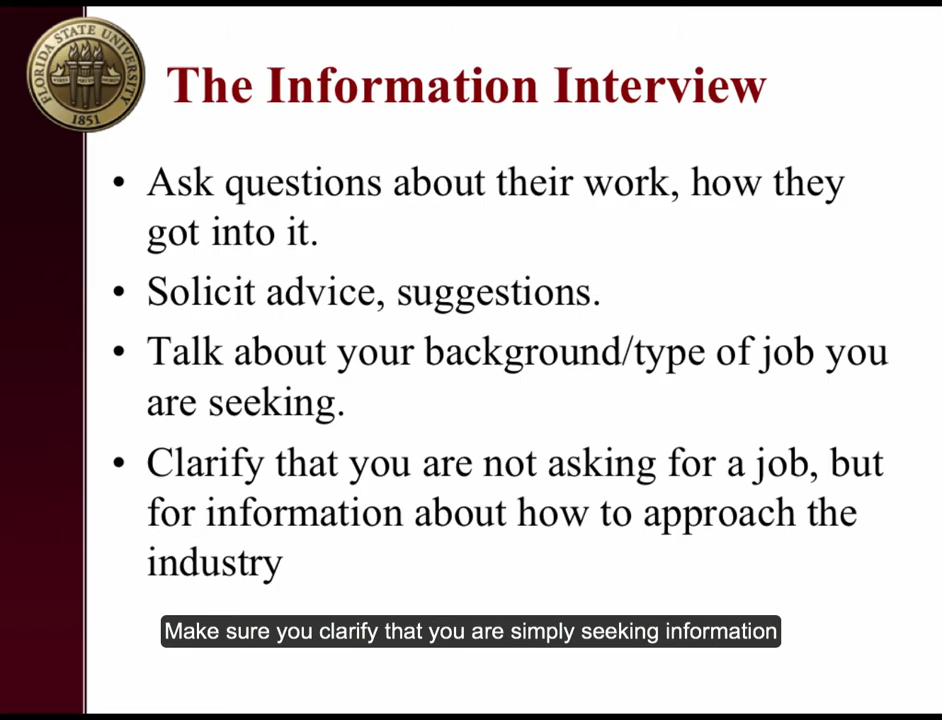 FLORIDA STATE UNIVERSITY
1851
The Information Interview
• Ask questions about their work, how they
got into it.
• Solicit advice, suggestions.
• Talk about your background/type of job you
are seeking.
• Clarify that you are not asking for a job, but
for information about how to approach the
industry
Make sure you clarify that you are simply seeking information